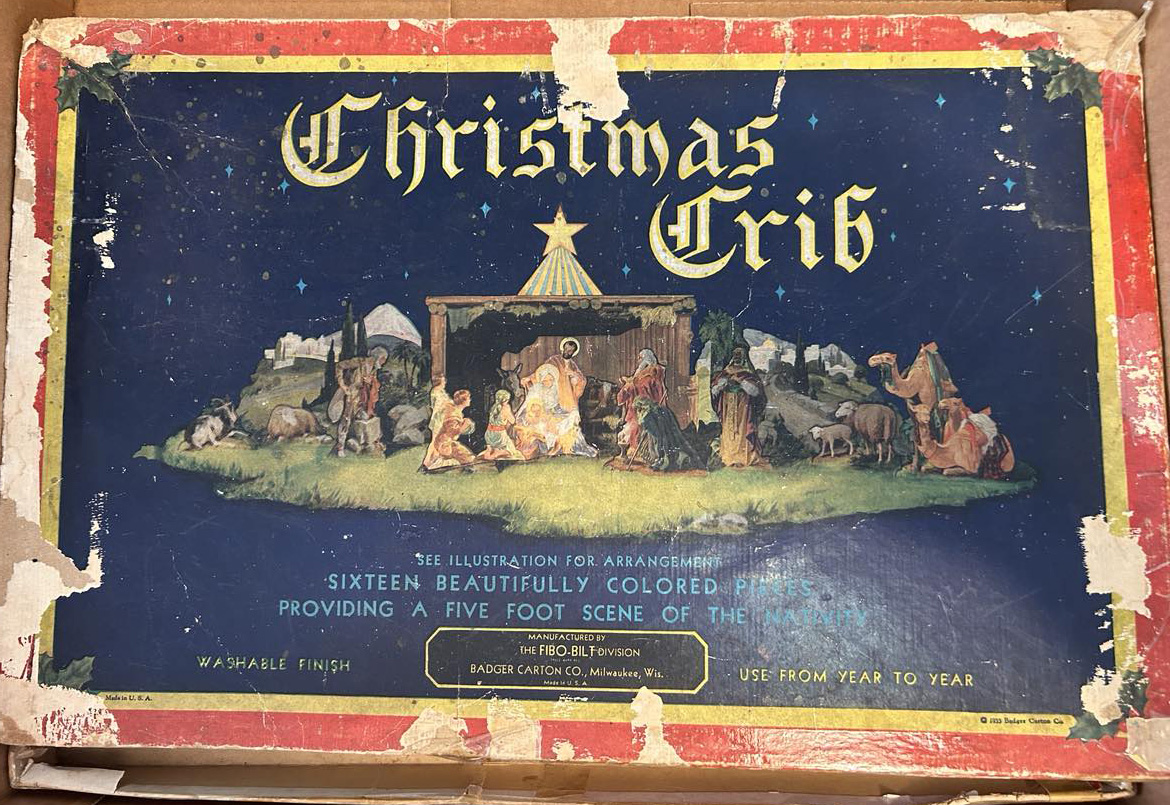 Christmas
Crib
SEE ILLUSTRATION FOR ARRANGEMENT
SIXTEEN BEAUTIFULLY COLORED PIECES
PROVIDING A FIVE FOOT SCENE OF THE NATIVITY
MANUFACTURED BY
THE FIBO-BILT DIVISION
BADGER CARTON CO., Milwaukee, Wis.
Made in U. S. A.
WASHABLE FINISH
USE FROM YEAR TO YEAR
Made in U. S. A.
© Badger Carton Co.